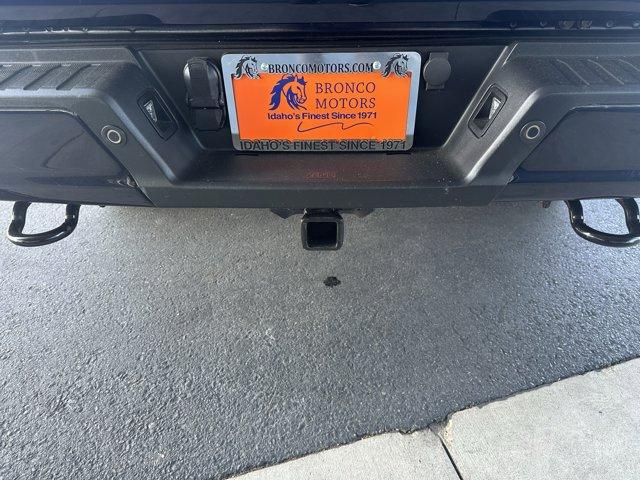 BRONCOMOTORS.COM
BRONCO
MOTORS
Idaho's Finest Since 1971
IDAHO'S FINEST SINCE 1971